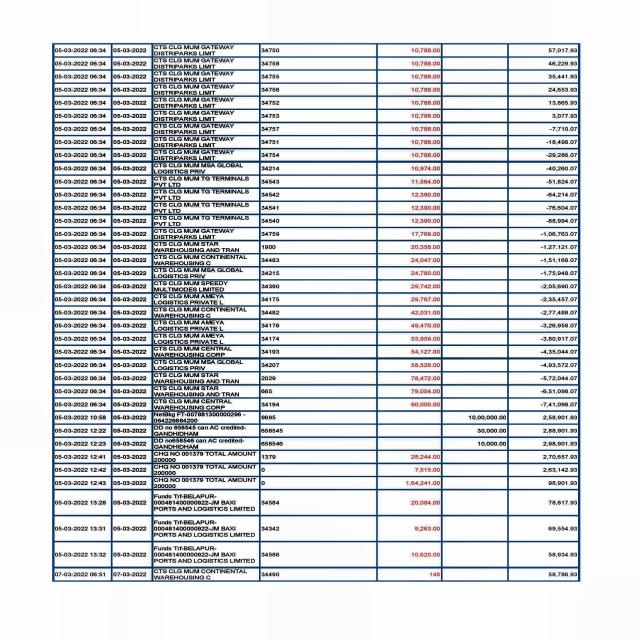 05-03-2022 06:34 05-03-2022 CTS CLG MUM GATEWAY DISTRIPARKS LIMIT 34750 10,788.00 57,017.93
05-03-2022 06:34 05-03-2022 CTS CLG MUM GATEWAY DISTRIPARKS LIMIT 34758 10,788.00 46,229.93
05-03-2022 06:34 05-03-2022 CTS CLG MUM GATEWAY DISTRIPARKS LIMIT 34755 10,788.00 35,441.93
05-03-2022 06:34 05-03-2022 CTS CLG MUM GATEWAY DISTRIPARKS LIMIT 34756 10,788.00 24,653.93
05-03-2022 06:34 05-03-2022 CTS CLG MUM GATEWAY DISTRIPARKS LIMIT 34752 10,788.00 13,865.93
05-03-2022 06:34 05-03-2022 CTS CLG MUM GATEWAY DISTRIPARKS LIMIT 34753 10,788.00 3,077.93
05-03-2022 06:34 05-03-2022 CTS CLG MUM GATEWAY DISTRIPARKS LIMIT 34757 10,788.00 -7,710.07
05-03-2022 06:34 05-03-2022 CTS CLG MUM GATEWAY DISTRIPARKS LIMIT 34751 10,788.00 -18,498.07
05-03-2022 06:34 05-03-2022 CTS CLG MUM GATEWAY DISTRIPARKS LIMIT 34754 10,788.00 -29,286.07
05-03-2022 06:34 05-03-2022 CTS CLG MUM MSA GLOBAL LOGISTICS PRIV 34214 10,974.00 -40,260.07
05-03-2022 06:34 05-03-2022 CTS CLG MUM TG TERMINALS PVT LTD 34543 11,564.00 -51,824.07
05-03-2022 06:34 05-03-2022 CTS CLG MUM TG TERMINALS PVT LTD 34542 12,390.00 -64,214.07
05-03-2022 06:34 05-03-2022 CTS CLG MUM TG TERMINALS PVT LTD 34541 12,390.00 -76,604.07
05-03-2022 06:34 05-03-2022 CTS CLG MUM TG TERMINALS PVT LTD 34540 12,390.00 -88,994.07
05-03-2022 06:34 05-03-2022 CTS CLG MUM GATEWAY DISTRIPARKS LIMIT 34759 17,769.00 -1,06,763.07
05-03-2022 06:34 05-03-2022 CTS CLG MUM STAR WAREHOUSING AND TRAN 1900 20,358.00 -1,27,121.07
05-03-2022 06:34 05-03-2022 CTS CLG MUM CONTINENTAL WAREHOUSING C 34483 24,047.00 -1,51,168.07
05-03-2022 06:34 05-03-2022 CTS CLG MUM MSA GLOBAL LOGISTICS PRIV 34215 24,780.00 -1,75,948.07
05-03-2022 06:34 05-03-2022 CTS CLG MUM SPEEDY MULTIMODES LIMITED 34390 29,742.00 -2,05,690.07
05-03-2022 06:34 05-03-2022 CTS CLG MUM AMEYA LOGISTICS PRIVATE L 34175 29,767.00 -2,35,457.07
05-03-2022 06:34 05-03-2022 CTS CLG MUM CONTINENTAL WAREHOUSING C 34482 42,031.00 -2,77,488.07
05-03-2022 06:34 05-03-2022 CTS CLG MUM AMEYA LOGISTICS PRIVATE L 34176 49,470.00 -3,26,958.07
05-03-2022 06:34 05-03-2022 CTS CLG MUM AMEYA LOGISTICS PRIVATE L 34174 53,959.00 -3,80,917.07
05-03-2022 06:34 05-03-2022 CTS CLG MUM CENTRAL WAREHOUSING CORP 34193 54,127.00 -4,35,044.07
05-03-2022 06:34 05-03-2022 CTS CLG MUM MSA GLOBAL LOGISTICS PRIV 34207 58,528.00 -4,93,572.07
05-03-2022 06:34 05-03-2022 CTS CLG MUM STAR WAREHOUSING AND TRAN 2029 78,472.00 -5,72,044.07
05-03-2022 06:34 05-03-2022 CTS CLG MUM STAR WAREHOUSING AND TRAN 665 79,054.00 -6,51,098.07
05-03-2022 06:34 05-03-2022 CTS CLG MUM CENTRAL WAREHOUSING CORP 34194 90,000.00 -7,41,098.07
05-03-2022 10:58 05-03-2022 NetBkg FT-007881300000296 - 064226684200 9695 10,00,000.00 2,58,901.93
05-03-2022 12:22 05-03-2022 DD no 658545 can AC credited- GANDHIDHAM 658545 30,000.00 2,88,901.93
05-03-2022 12:23 05-03-2022 DD no658546 can AC credited- GANDHIDHAM 658546 10,000.00 2,98,901.93
05-03-2022 12:41 05-03-2022 CHQ NO 001379 TOTAL AMOUNT 200000 1379 28,244.00 2,70,657.93
05-03-2022 12:42 05-03-2022 CHQ NO 001379 TOTAL AMOUNT 200000 0 7,515.00 2,63,142.93
05-03-2022 12:43 05-03-2022 CHQ NO 001379 TOTAL AMOUNT 200000 0 1,64,241.00 98,901.93
05-03-2022 13:28 05-03-2022 Funds Trf-BELAPUR- 000481400000922-JM BAXI PORTS AND LOGISTICS LIMITED 34584 20,084.00 78,817.93
05-03-2022 13:31 05-03-2022 Funds Trf-BELAPUR- 000481400000922-JM BAXI PORTS AND LOGISTICS LIMITED 34342 9,263.00 69,554.93
05-03-2022 13:32 05-03-2022 Funds Trf-BELAPUR- 000481400000922-JM BAXI PORTS AND LOGISTICS LIMITED 34586 10,620.00 58,934.93
07-03-2022 06:51 07-03-2022 CTS CLG MUM CONTINENTAL WAREHOUSING C 34490 148 58,786.93